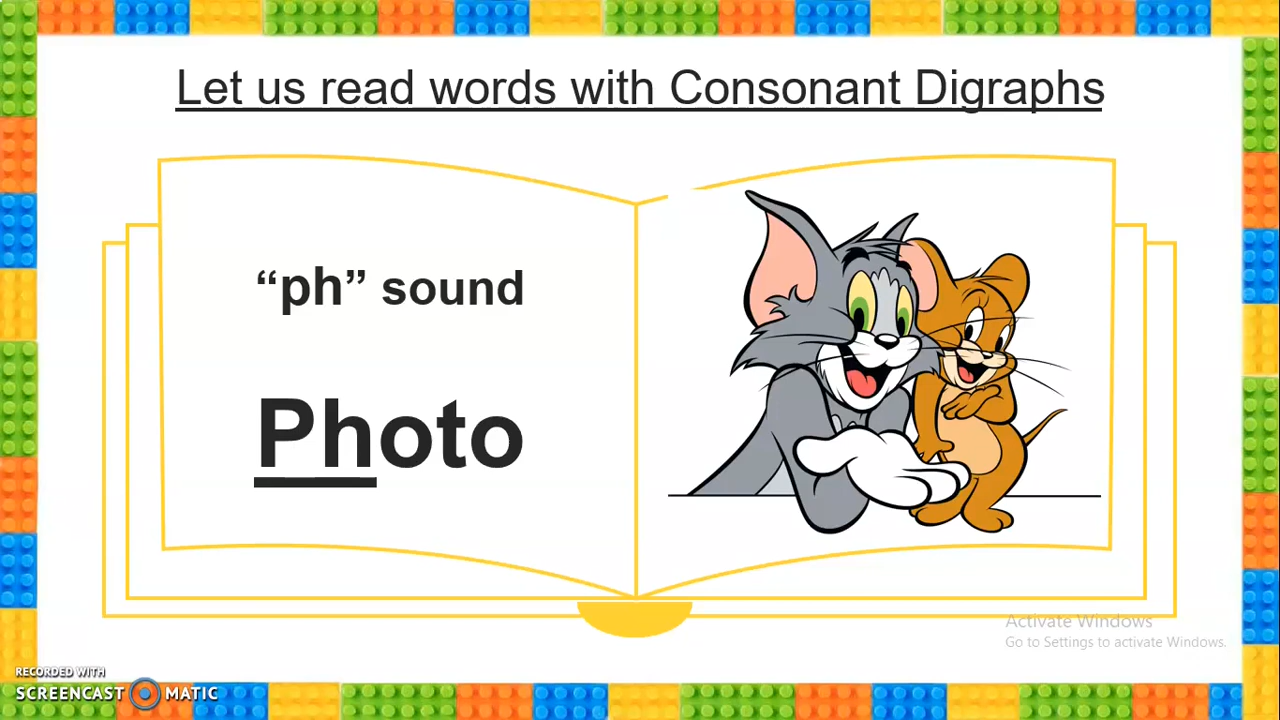 Let us read words with Consonant Digraphs
“ph” sound
Photo
Activate Windows
Go to Settings to activate Windows.
RECORDED WITH
SCREENCAST MATIC